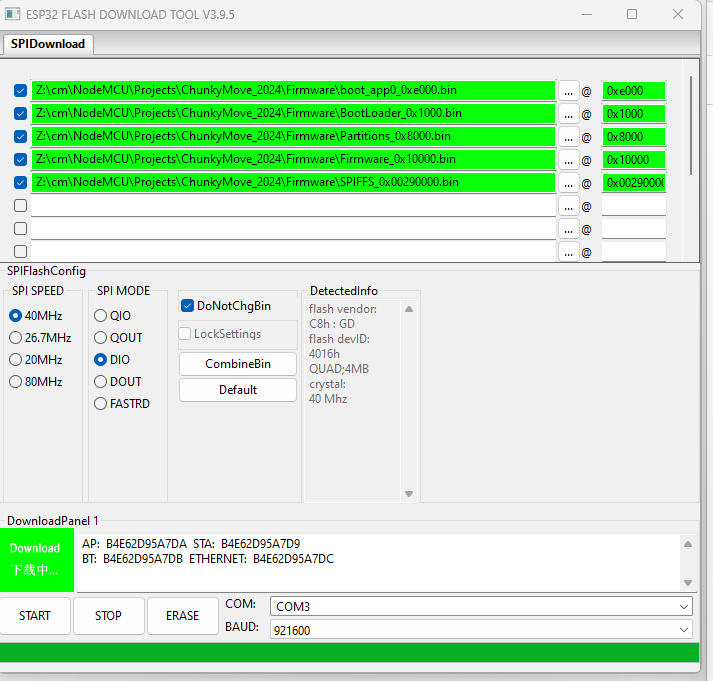 ESP32 FLASH DOWNLOAD TOOL V3.9.5
SPIDownload
Z:\cm\NodeMCU\Projects\ChunkyMove_2024\Firmware\boot_app0_0xe000.bin ... @ 0xe000
Z:\cm\NodeMCU\Projects\ChunkyMove_2024\Firmware\BootLoader_0x1000.bin ... @ 0x1000
Z:\cm\NodeMCU\Projects\ChunkyMove_2024\Firmware\Partitions_0x8000.bin ... @ 0x8000
Z:\cm\NodeMCU\Projects\ChunkyMove_2024\Firmware\Firmware_0x10000.bin ... @ 0x10000
Z:\cm\NodeMCU\Projects\ChunkyMove_2024\Firmware\SPIFFS_0x00290000.bin ... @ 0x00290000
... @
... @
... @
SPIFlashConfig
SPI SPEED
40MHz
26.7MHz
20MHz
80MHz
SPI MODE
QIO
QOUT
DIO
DOUT
FASTRD
DoNotChgBin
LockSettings
CombineBin
Default
DetectedInfo
flash vendor:
C8h : GD
flash devID:
4016h
QUAD;4MB
crystal:
40 Mhz
DownloadPanel 1
Download
下载中...
AP: B4E62D95A7DA STA: B4E62D95A7D9
BT: B4E62D95A7DB ETHERNET: B4E62D95A7DC
START
STOP
ERASE
COM: COM3
BAUD: 921600